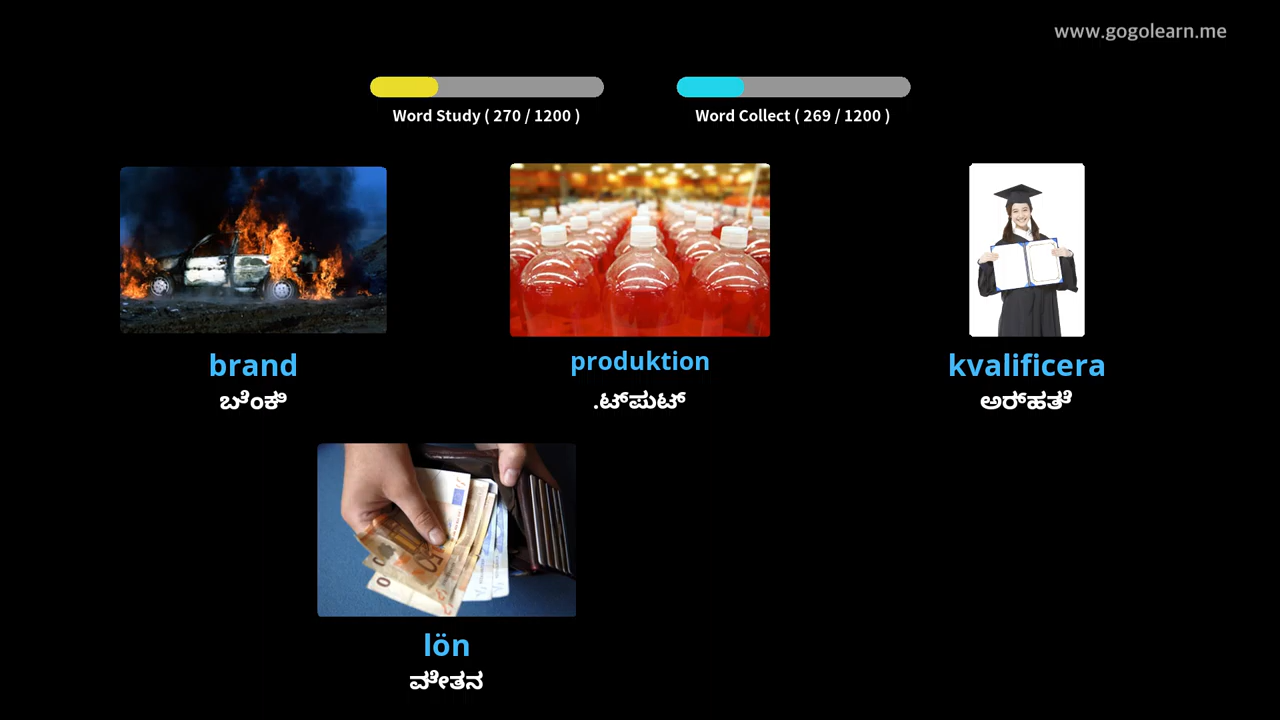 www.gogolearn.me
Word Study ( 270 / 1200 )
Word Collect ( 269 / 1200 )
brand
ಬೆಂಕಿ
produktion
.ಟ್ಪುಟ್
kvalificera
ಅರ್ಹತೆ
lön
ವೇತನ